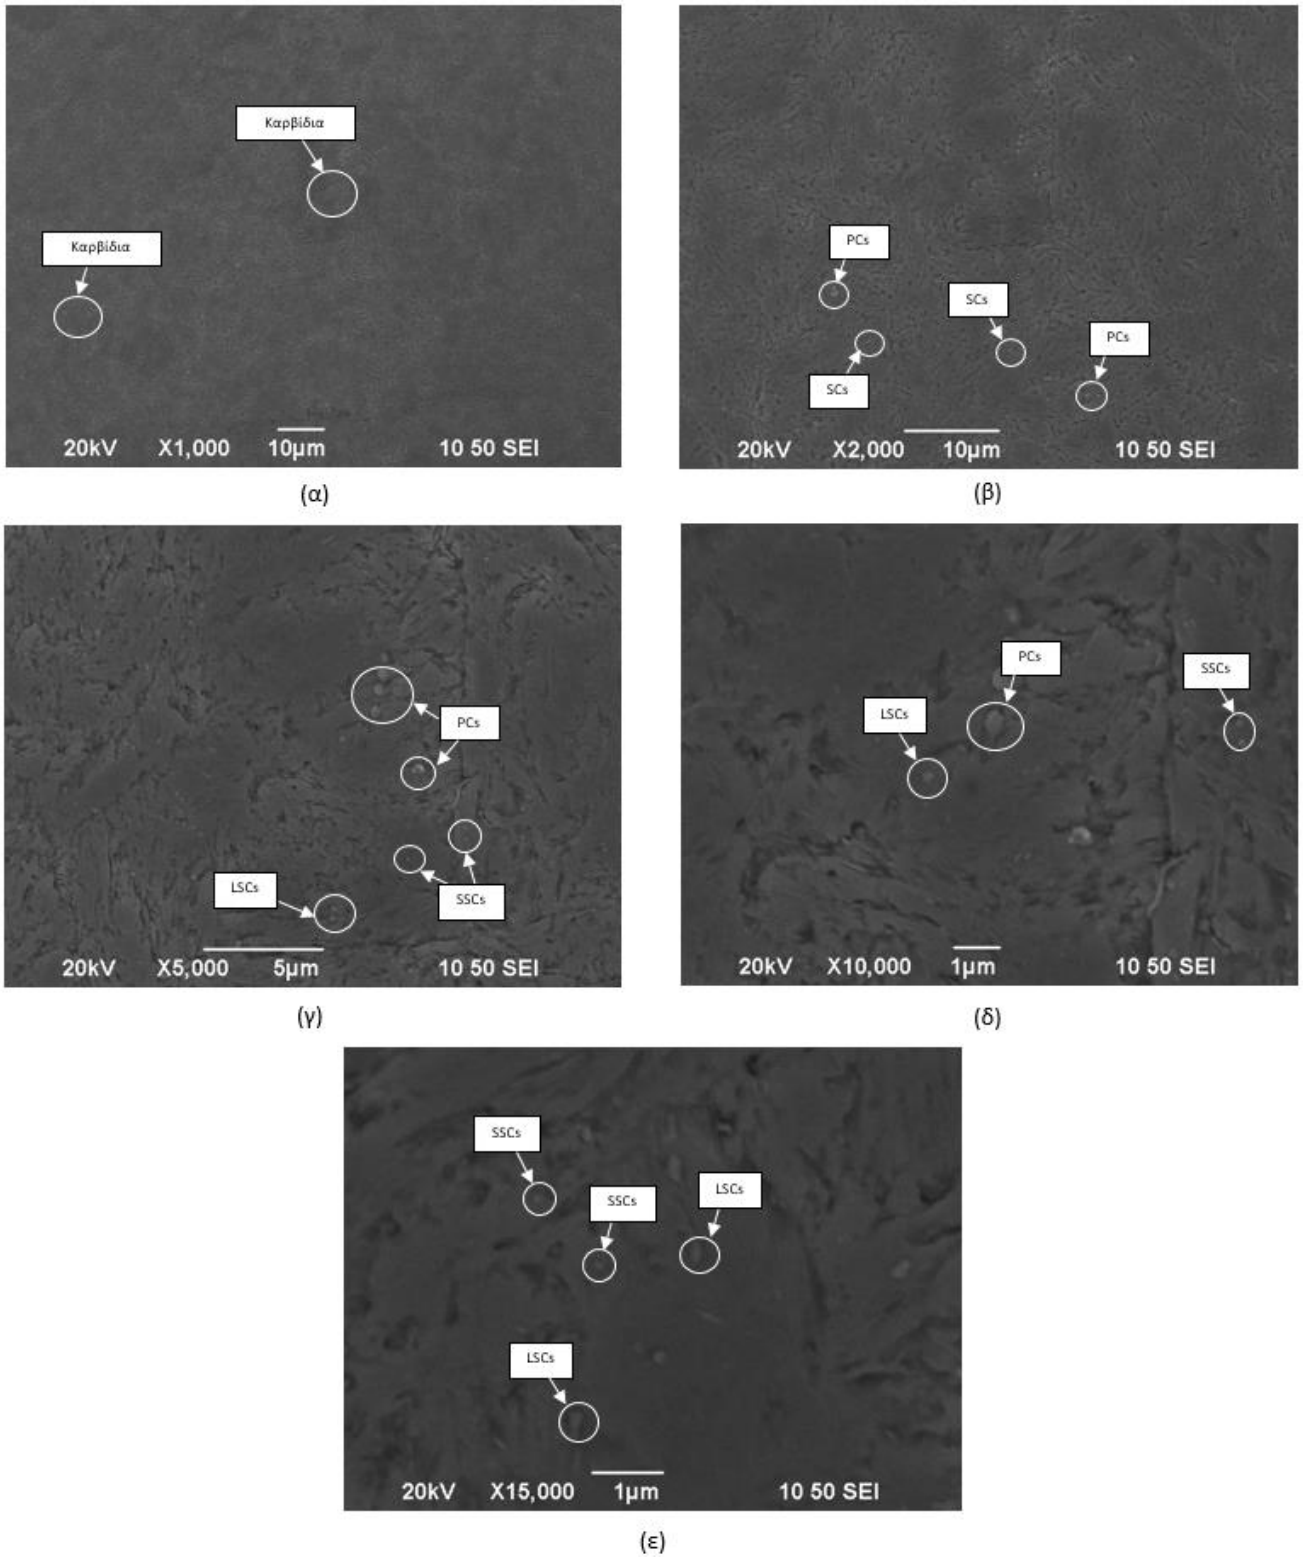 Καρβίδια
Καρβίδια
20kV X1,000 10μm 10 50 SEI
(α)
PCs
SCs
PCs
SCs
20kV X2,000 10μm 10 50 SEI
(β)
PCs
LSCs
SSCs
20kV X5,000 5μm 10 50 SEI
(γ)
PCs
SSCs
LSCs
20kV X10,000 1μm 10 50 SEI
(δ)
SSCs
SSCs
LSCs
LSCs
20kV X15,000 1μm 10 50 SEI
(ε)